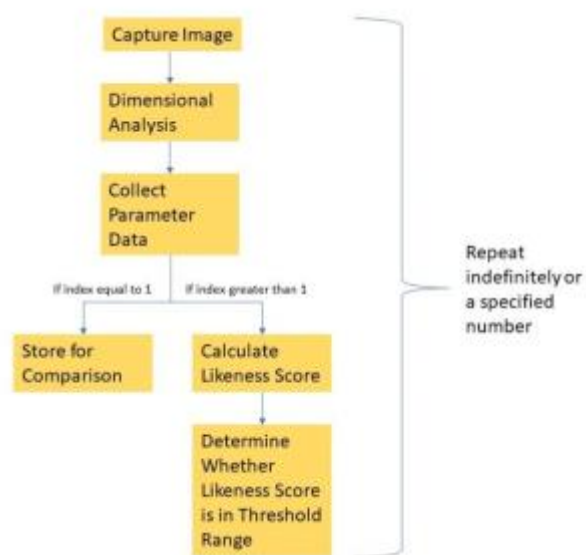 Capture Image
Dimensional
Analysis
Collect
Parameter
Data
If index equal to 1
If index greater than 1
Store for
Comparison
Calculate
Likeness Score
Determine
Whether
Likeness Score
is in Threshold
Range
Repeat
indefinitely or
a specified
number